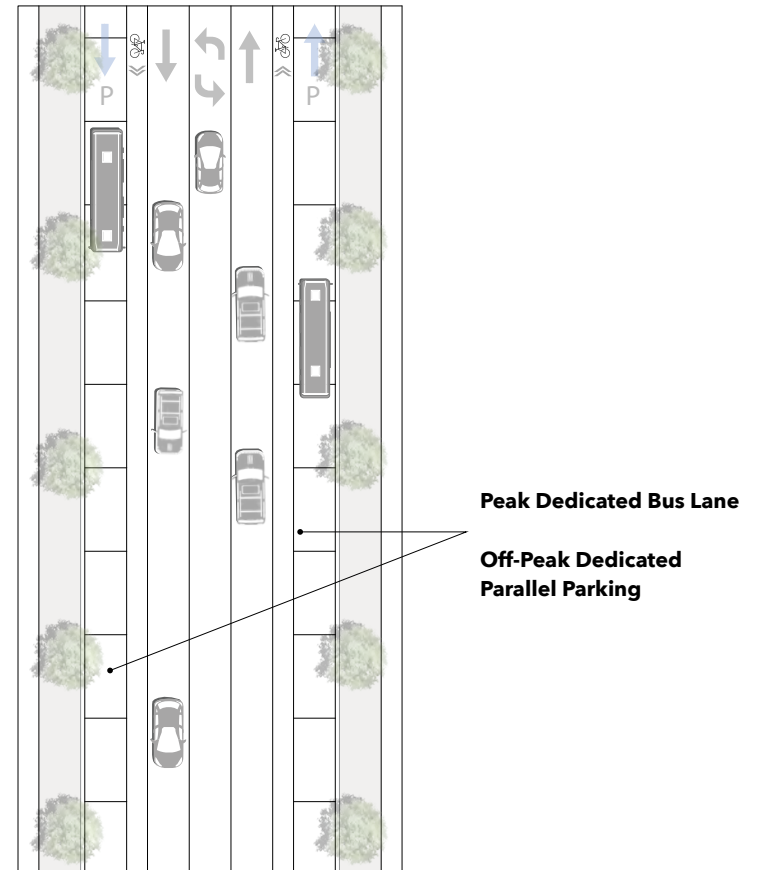 P
P
Peak Dedicated Bus Lane
Off-Peak Dedicated
Parallel Parking